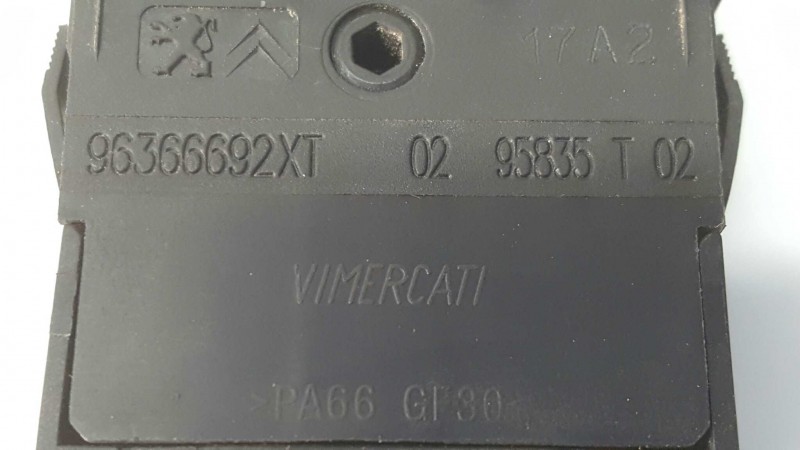 17A2
96366692XT 02 95835 T 02
VIMERCATI
>PA66 GF30<